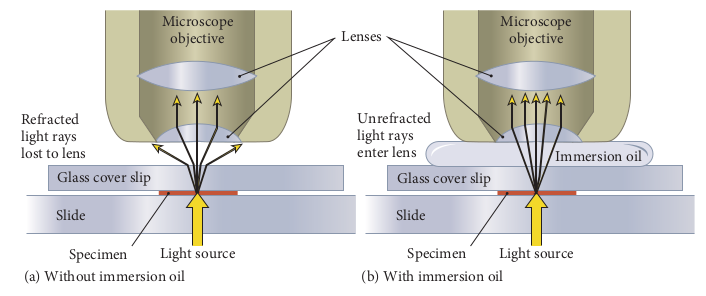 Microscope
objective
Lenses
Refracted
light rays
lost to lens
Glass cover slip
Slide
Specimen
Light source
(a) Without immersion oil
Microscope
objective
Unrefracted
light rays
enter lens
Immersion oil
Glass cover slip
Slide
Specimen
Light source
(b) With immersion oil